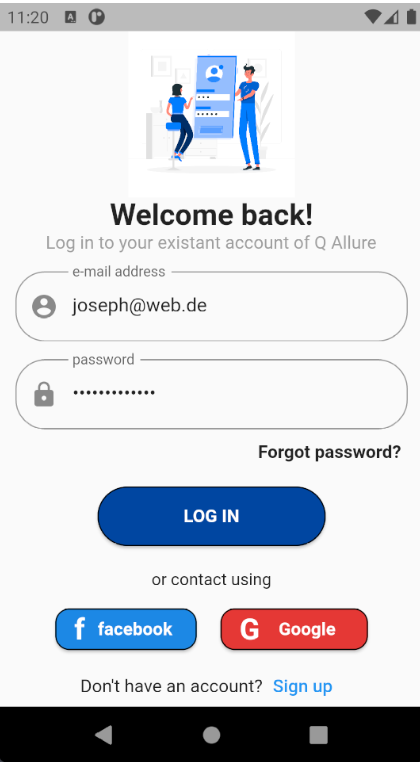 11:20
Welcome back!
Log in to your existant account of Q Allure
e-mail address
joseph@web.de
password
•••••••••••••
Forgot password?
LOG IN
or contact using
f facebook
G Google
Don't have an account? Sign up